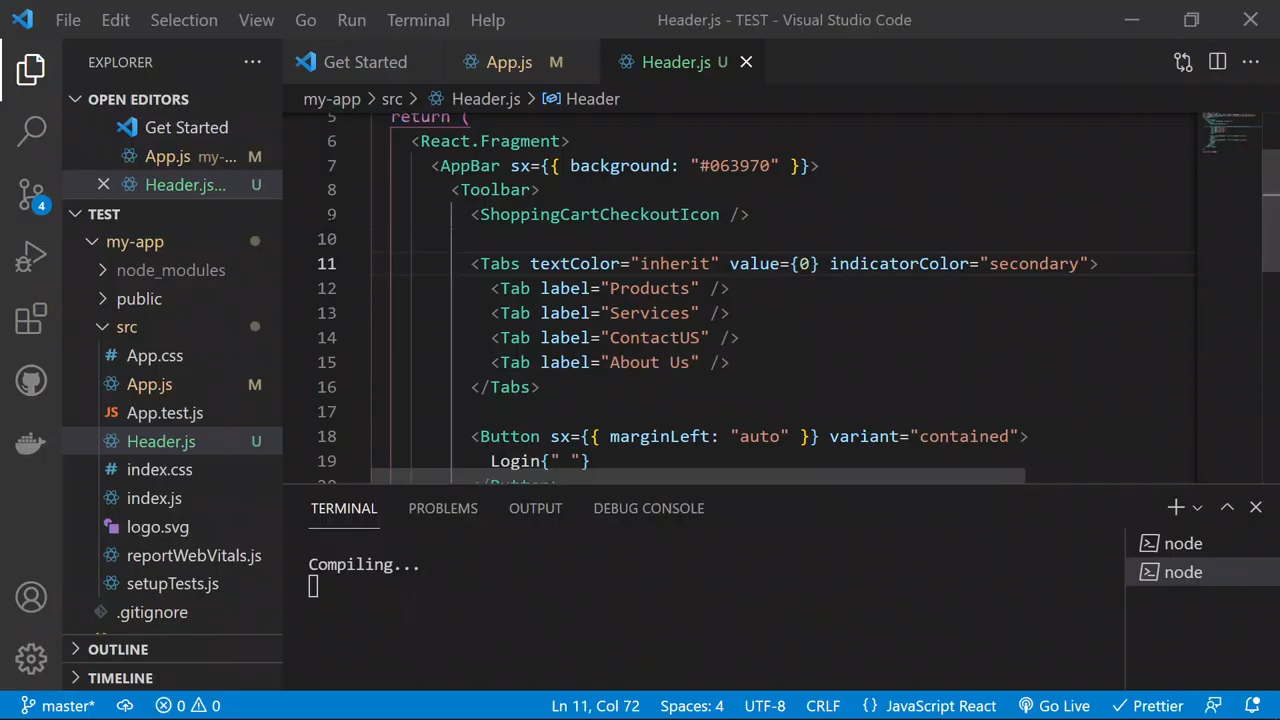 File Edit Selection View Go Run Terminal Help Header.js - TEST - Visual Studio Code
EXPLORER
OPEN EDITORS
Get Started
App.js my-... M
Header.js... U
TEST
my-app
node_modules
public
src
App.css
App.js M
App.test.js
Header.js U
index.css
index.js
logo.svg
reportWebVitals.js
setupTests.js
.gitignore
OUTLINE
TIMELINE
4
Get Started App.js M Header.js U
my-app > src > Header.js > Header
5 return (
6 <React.Fragment>
7 <AppBar sx={{ background: "#063970" }}>
8 <Toolbar>
9 <ShoppingCartCheckoutIcon />
10
11 <Tabs textColor="inherit" value={0} indicatorColor="secondary">
12 <Tab label="Products" />
13 <Tab label="Services" />
14 <Tab label="ContactUS" />
15 <Tab label="About Us" />
16 </Tabs>
17
18 <Button sx={{ marginLeft: "auto" }} variant="contained">
19 Login{" "}
20 </Button>
TERMINAL PROBLEMS OUTPUT DEBUG CONSOLE
Compiling...
node
node
master* 0 0 Ln 11, Col 72 Spaces: 4 UTF-8 CRLF {} JavaScript React Go Live Prettier